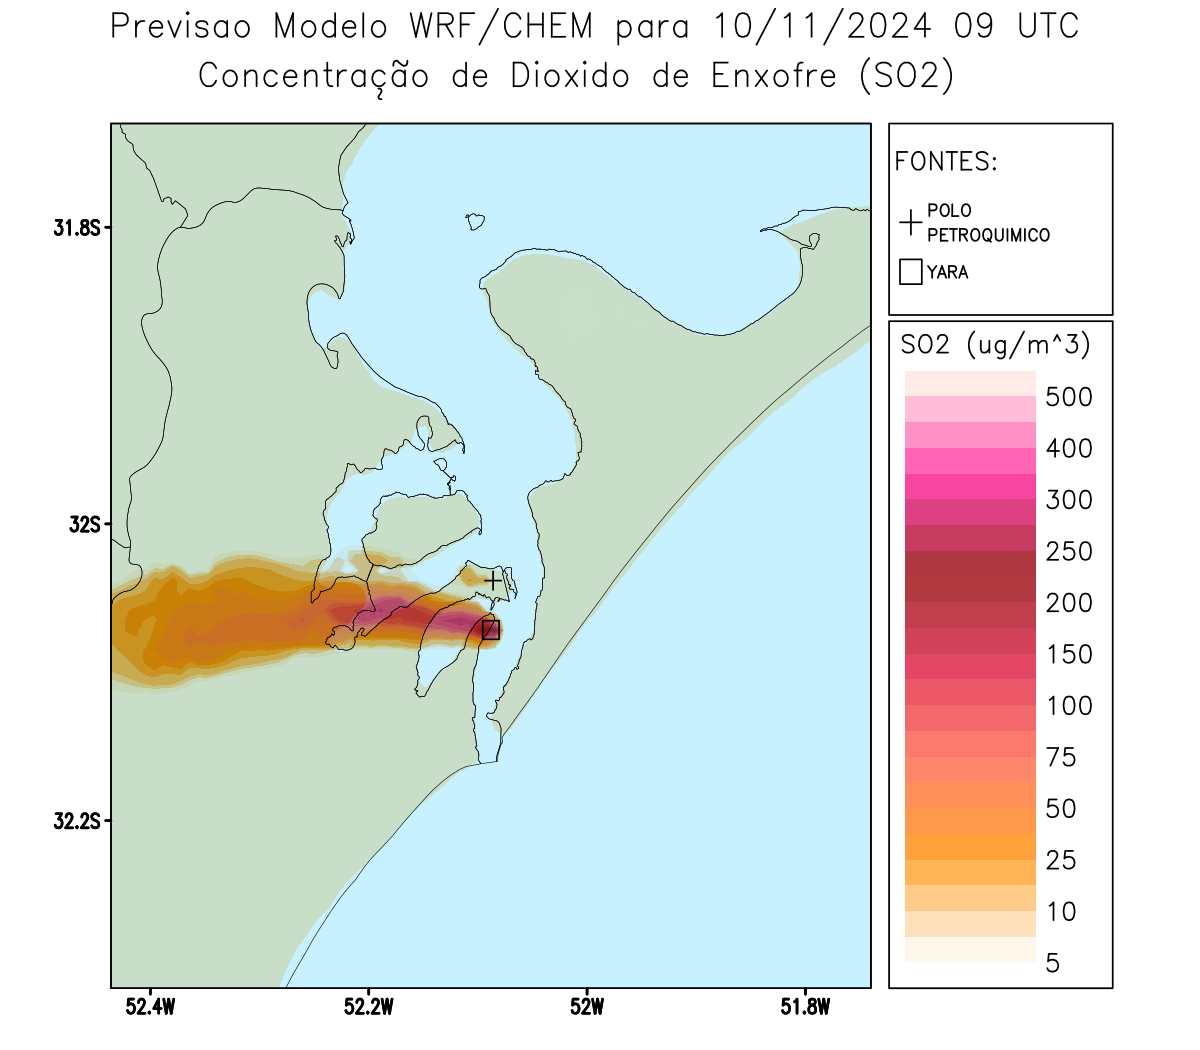 Previsao Modelo WRF/CHEM para 10/11/2024 09 UTC
Concentração de Dioxido de Enxofre (SO2)
FONTES:
POLO
PETROQUIMICO
YARA
31.8S
32S
32.2S
52.4W
52.2W
52W
51.8W
SO2 (ug/m^3)
500
400
300
250
200
150
100
75
50
25
10
5